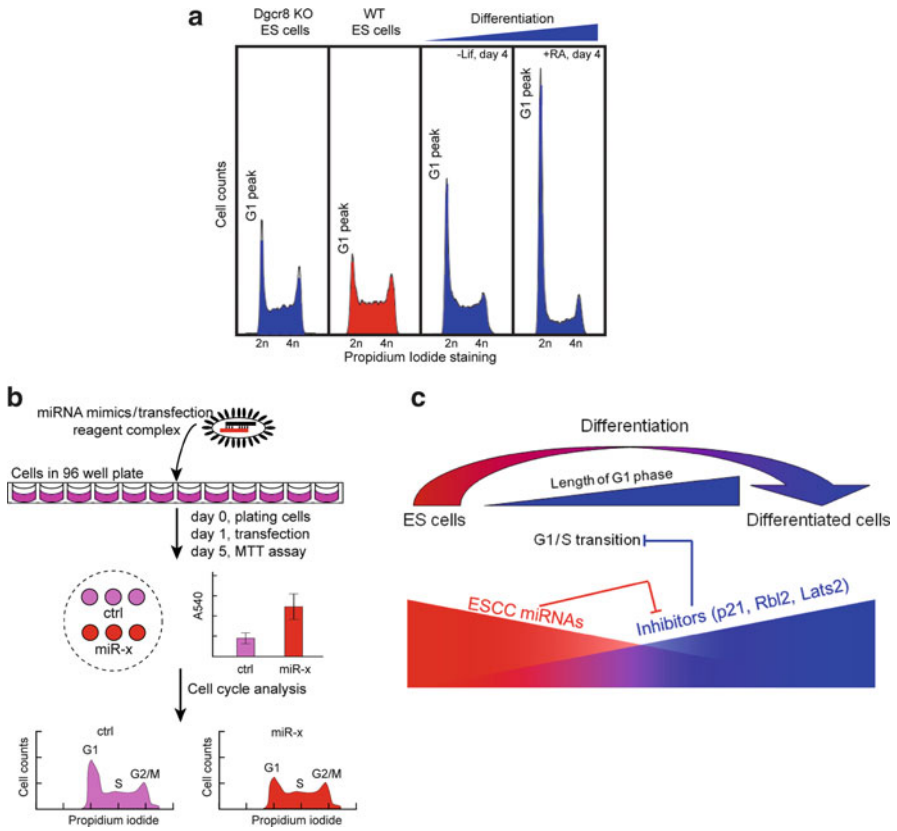 a
Dgcr8 KO
ES cells
WT
ES cells
Differentiation
-Lif, day 4
+RA, day 4
Cell counts
G1 peak
G1 peak
G1 peak
G1 peak
2n 4n
2n 4n
2n 4n
2n 4n
Propidium Iodide staining
b
miRNA mimics/transfection
reagent complex
Cells in 96 well plate
day 0, plating cells
day 1, transfection
day 5, MTT assay
ctrl
miR-x
A540
ctrl
miR-x
Cell cycle analysis
ctrl
Cell counts
G1
S
G2/M
Propidium iodide
miR-x
Cell counts
G1
S
G2/M
Propidium iodide
c
Differentiation
Length of G1 phase
ES cells
Differentiated cells
G1/S transition
ESCC miRNAs
Inhibitors (p21, Rbl2, Lats2)